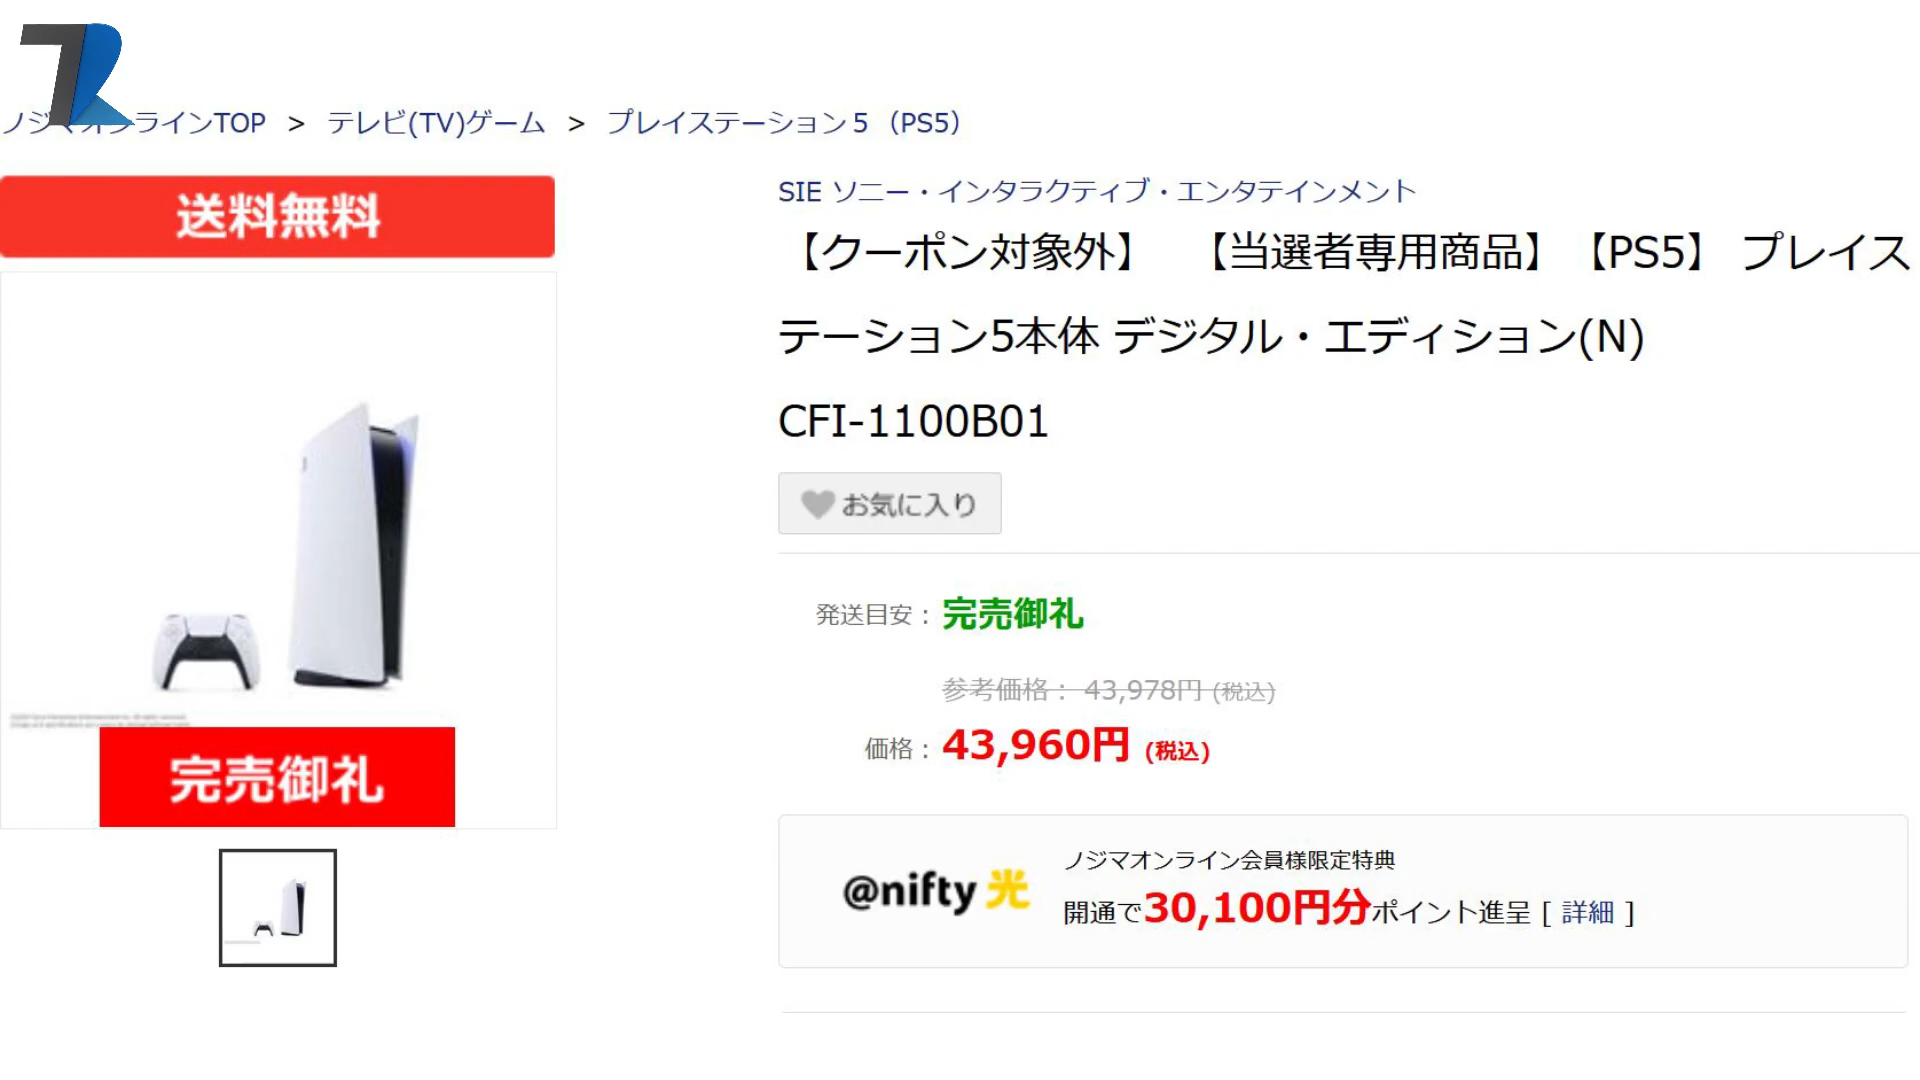 ノジマオンラインTOP > テレビ(TV)ゲーム > プレイステーション５（PS5）
送料無料
SIE ソニー・インタラクティブ・エンタテインメント
【クーポン対象外】　【当選者専用商品】【PS5】 プレイス
テーション5本体 デジタル・エディション(N)
CFI-1100B01
お気に入り
発送目安： 完売御礼
参考価格： 43,978円 (税込)
価格： 43,960円 (税込)
完売御礼
@nifty 光
ノジマオンライン会員様限定特典
開通で30,100円分ポイント進呈 [ 詳細 ]